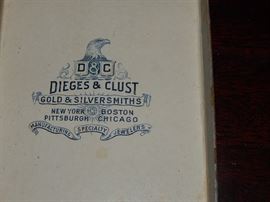 D & C
DIEGES & CLUST
GOLD & SILVERSMITHS
NEW YORK BOSTON
PITTSBURGH CHICAGO
MANUFACTURING SPECIALTY JEWELERS